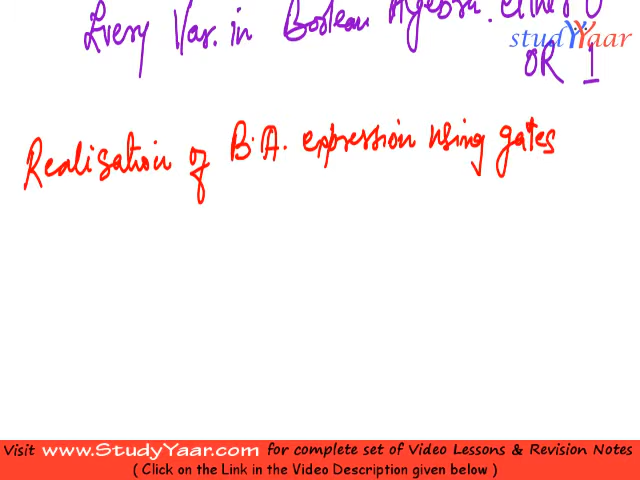 Every Var. in Boolean Algebra. either 0
studYYaar
OR 1
Realisation of B.A. expression using gates
Visit www.StudyYaar.com for complete set of Video Lessons & Revision Notes
( Click on the Link in the Video Description given below )